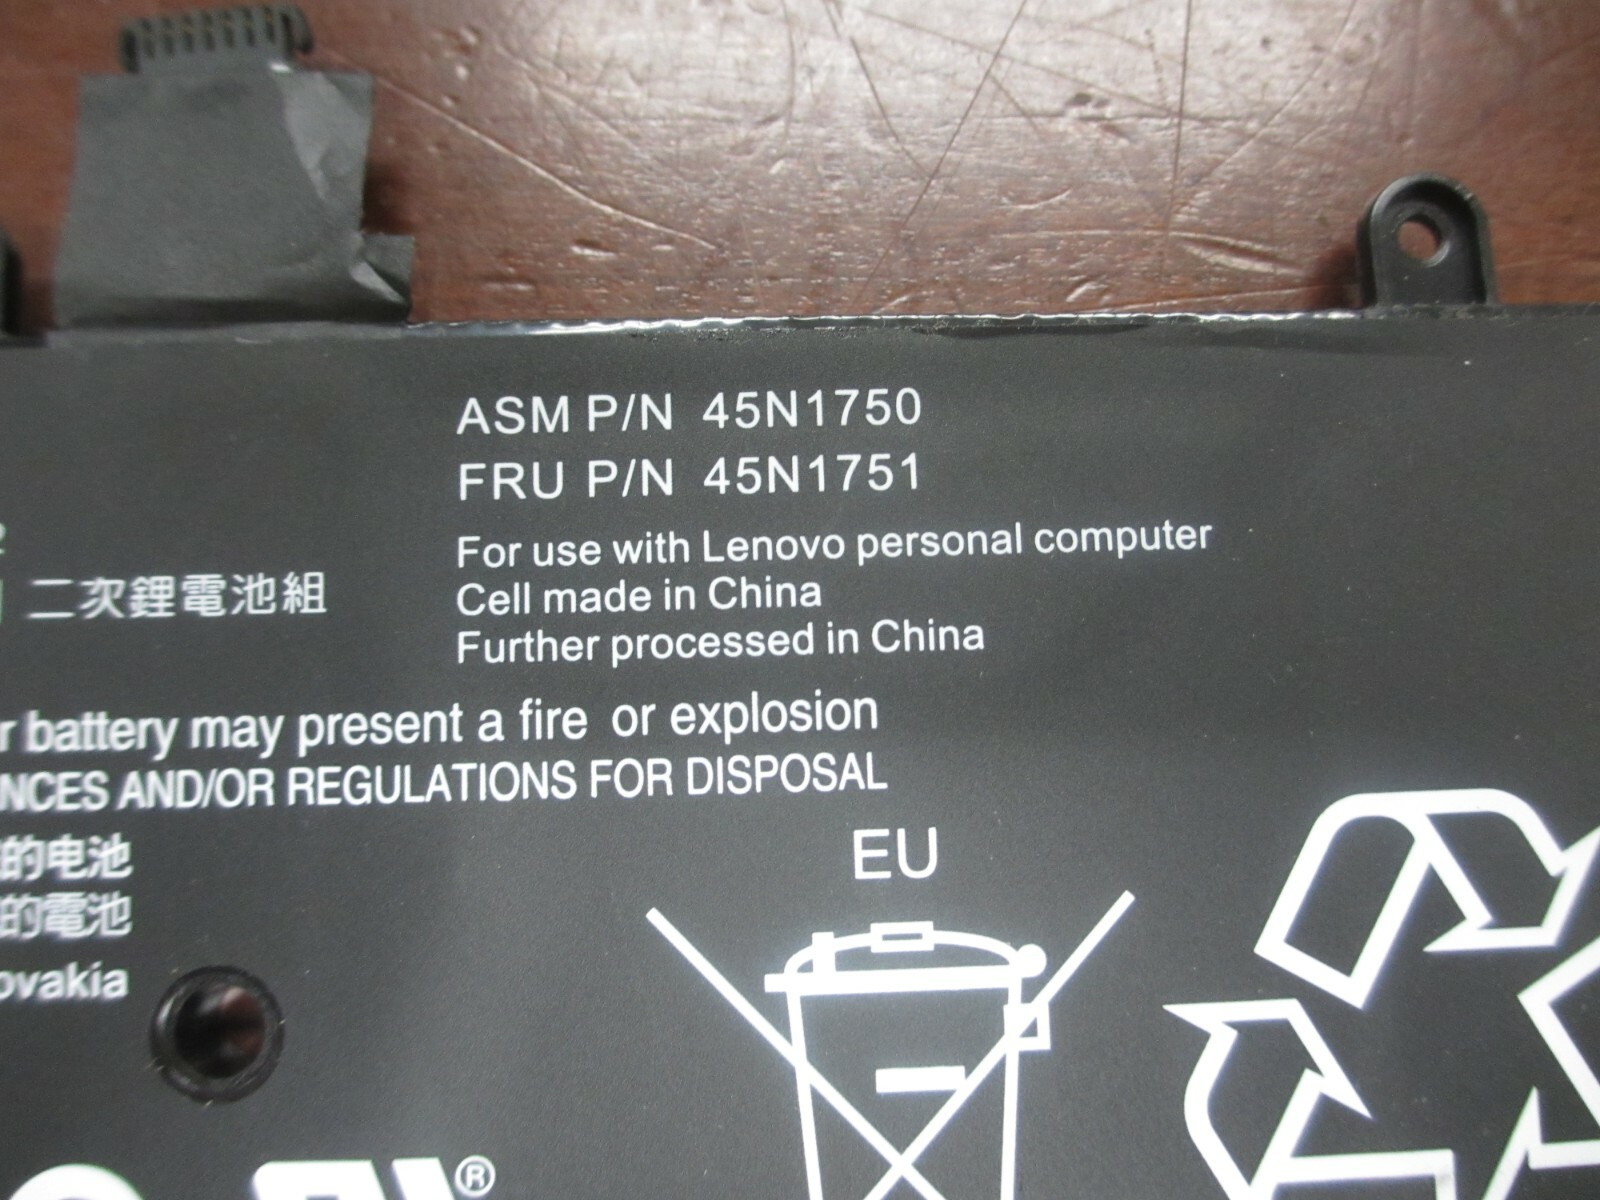 ASM P/N 45N1750
FRU P/N 45N1751
For use with Lenovo personal computer
二次鋰電池組
Cell made in China
Further processed in China
battery may present a fire or explosion
AND/OR REGULATIONS FOR DISPOSAL
的电池
的電池
EU
®